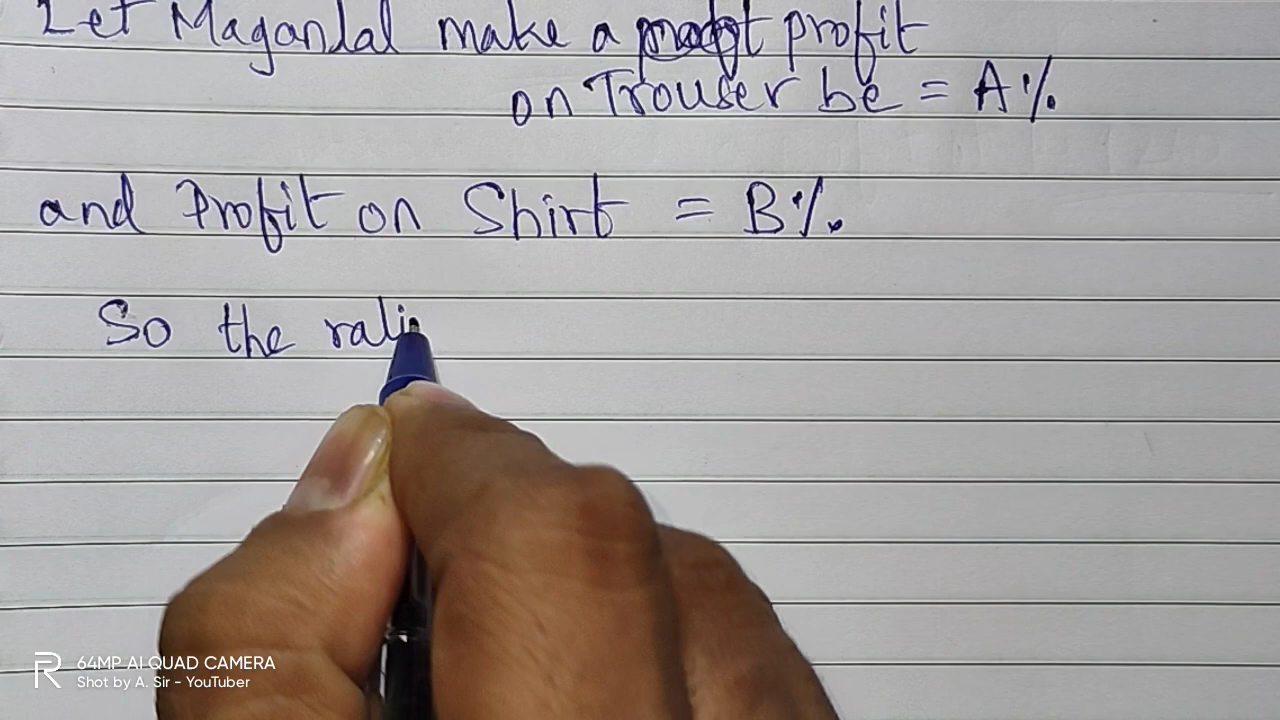 Let Maganlal make a profit
on Trouser be = A%
and Profit on Shirt = B%.
So the rati
64MP AI QUAD CAMERA
Shot by A. Sir - YouTuber